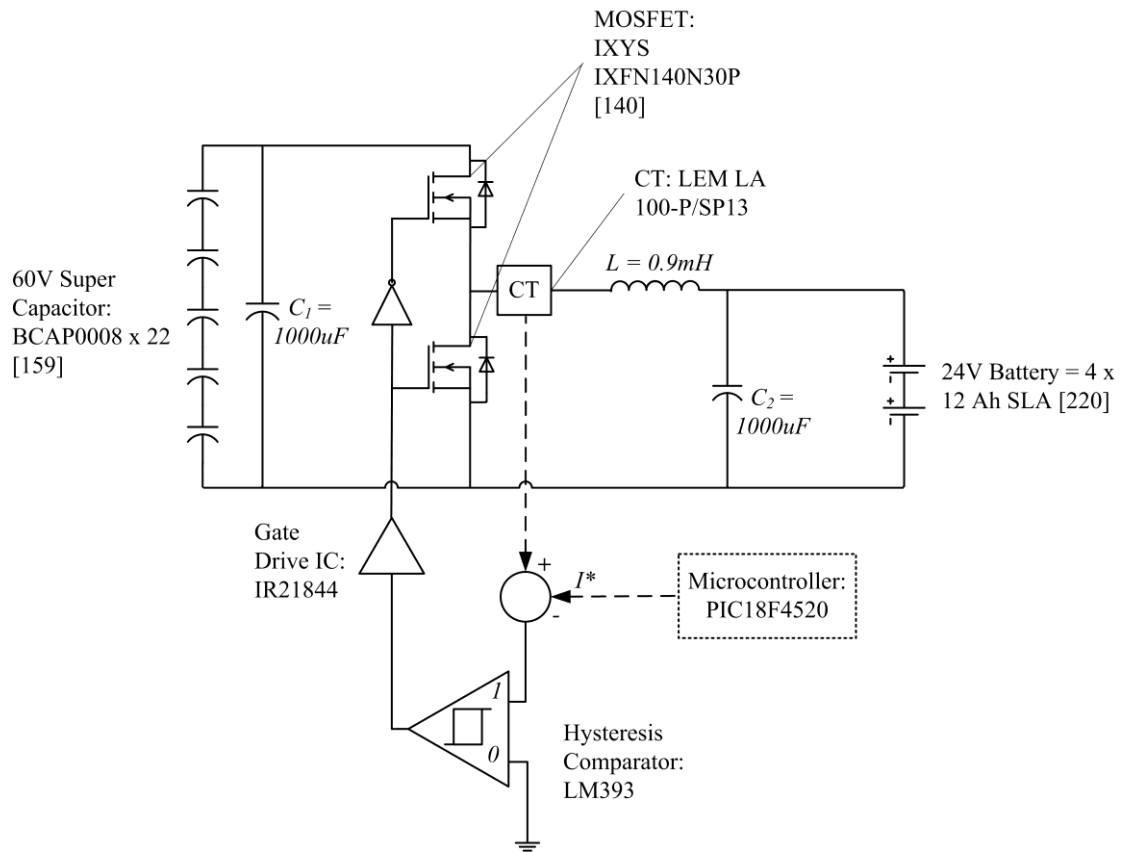 MOSFET:
IXYS
IXFN140N30P
[140]
CT: LEM LA
100-P/SP13
60V Super
Capacitor:
BCAP0008 x 22
[159]
C1 =
1000uF
CT
L = 0.9mH
C2 =
1000uF
+
-
+
-
24V Battery = 4 x
12 Ah SLA [220]
Gate
Drive IC:
IR21844
+
I*
-
Microcontroller:
PIC18F4520
1
0
Hysteresis
Comparator:
LM393